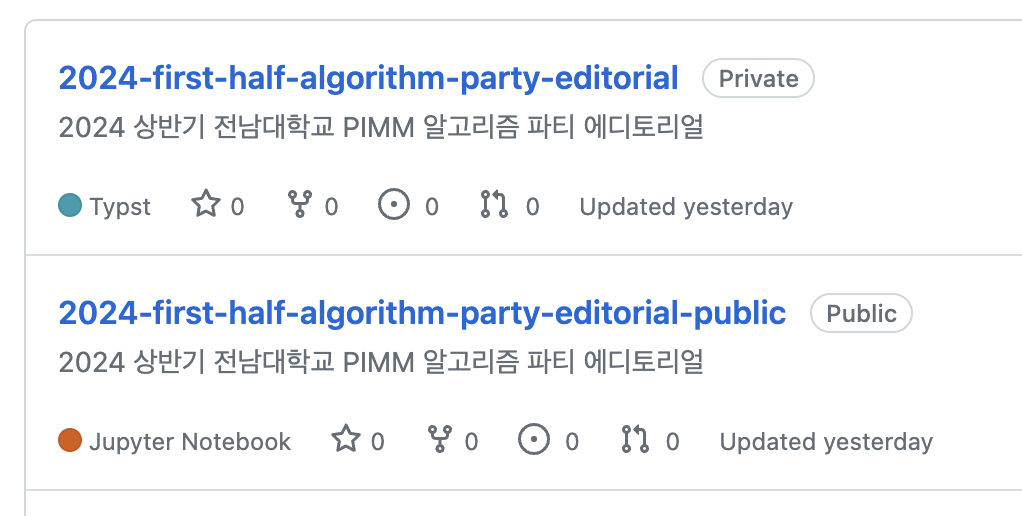 2024-first-half-algorithm-party-editorial Private
2024 상반기 전남대학교 PIMM 알고리즘 파티 에디토리얼
Typst 0 0 0 0 Updated yesterday
2024-first-half-algorithm-party-editorial-public Public
2024 상반기 전남대학교 PIMM 알고리즘 파티 에디토리얼
Jupyter Notebook 0 0 0 0 Updated yesterday